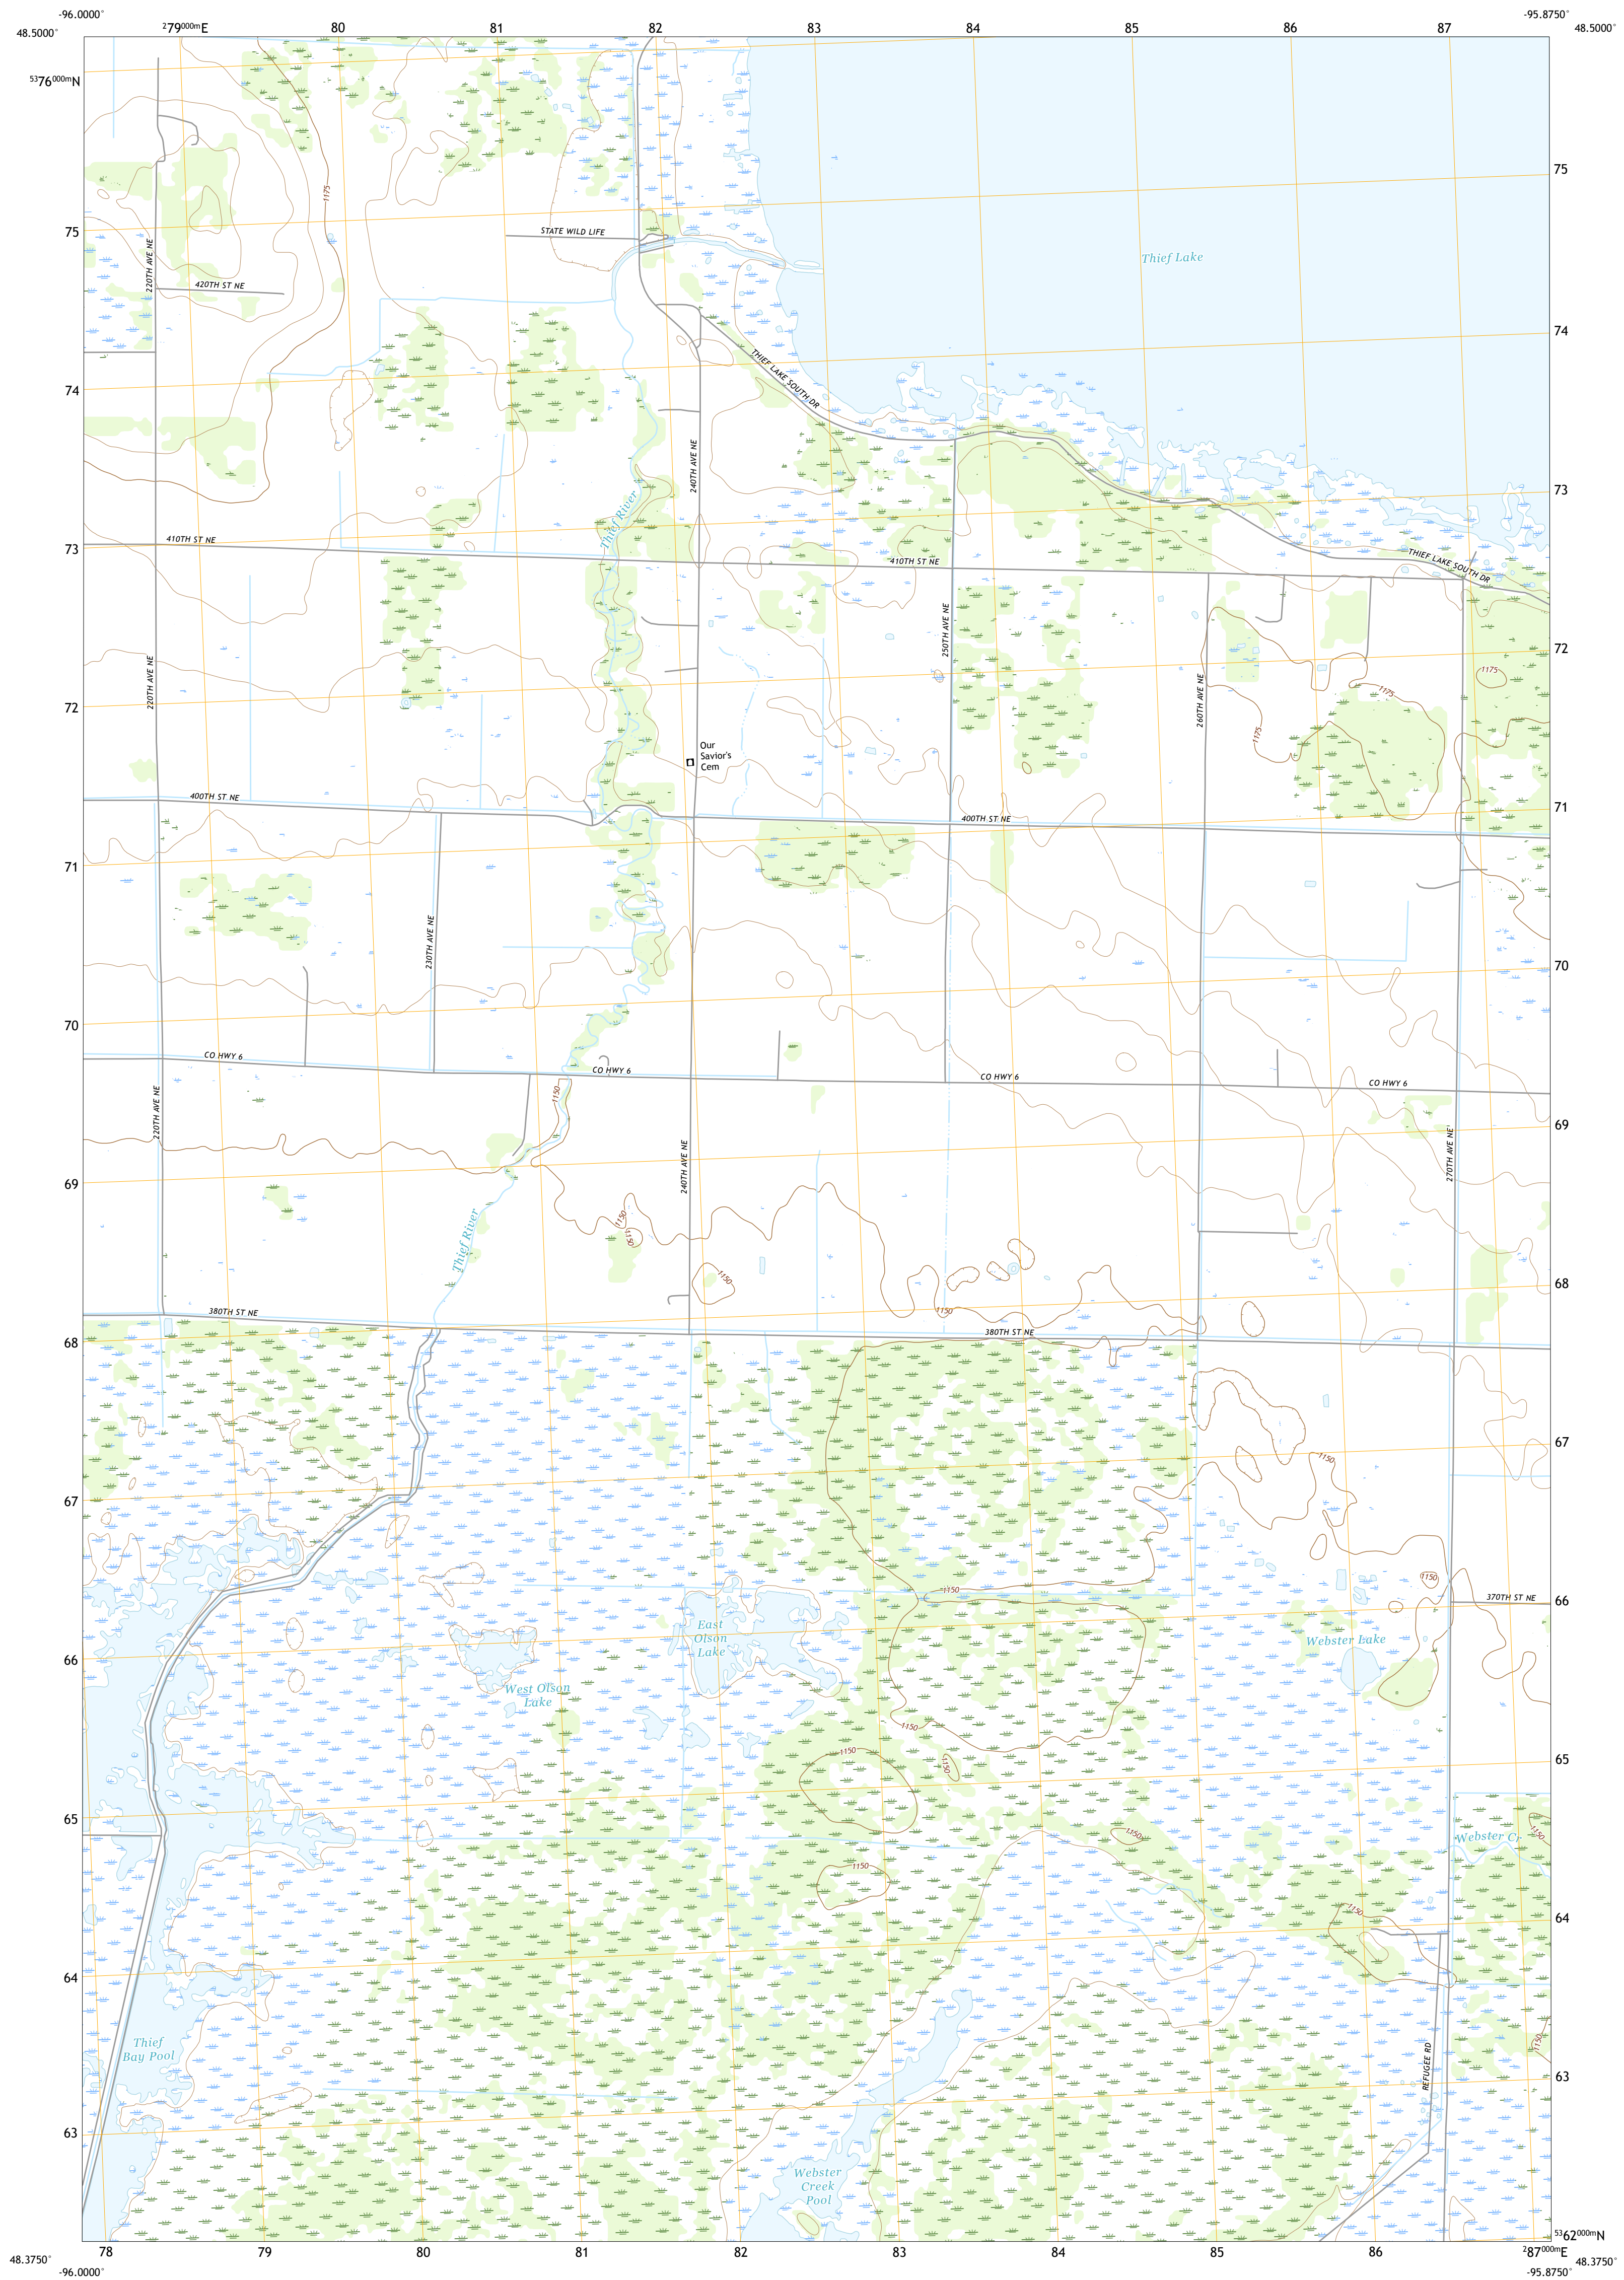 -96.0000°
279000mE
80
81
82
83
84
85
86
87
-95.8750°
48.5000°
48.5000°
5376000mN
75
1175
75
STATE WILD LIFE
Thief Lake
220TH AVE NE
420TH ST NE
74
THIEF LAKE SOUTH DR
74
240TH AVE NE
73
Thief River
410TH ST NE
73
410TH ST NE
THIEF LAKE SOUTH DR
250TH AVE NE
72
220TH AVE NE
1175
1175
260TH AVE NE
72
1175
Our
Savior's
Cem
400TH ST NE
71
400TH ST NE
71
230TH AVE NE
70
70
CO HWY 6
CO HWY 6
CO HWY 6
CO HWY 6
1150
220TH AVE NE
69
240TH AVE NE
270TH AVE NE
69
1150
1150
Thief River
1150
68
1150
380TH ST NE
380TH ST NE
68
67
1150
67
1150
1150
370TH ST NE
66
East
Olson
Lake
Webster Lake
66
West Olson
Lake
1150
1150
1150
65
65
1150
Webster Cr
1150
1150
1150
64
64
Thief
Bay Pool
1150
REFUGEE RD
63
63
Webster
Creek
Pool
5362000mN
78
79
80
81
82
83
84
85
86
287000mE
48.3750°
48.3750°
-96.0000°
-95.8750°